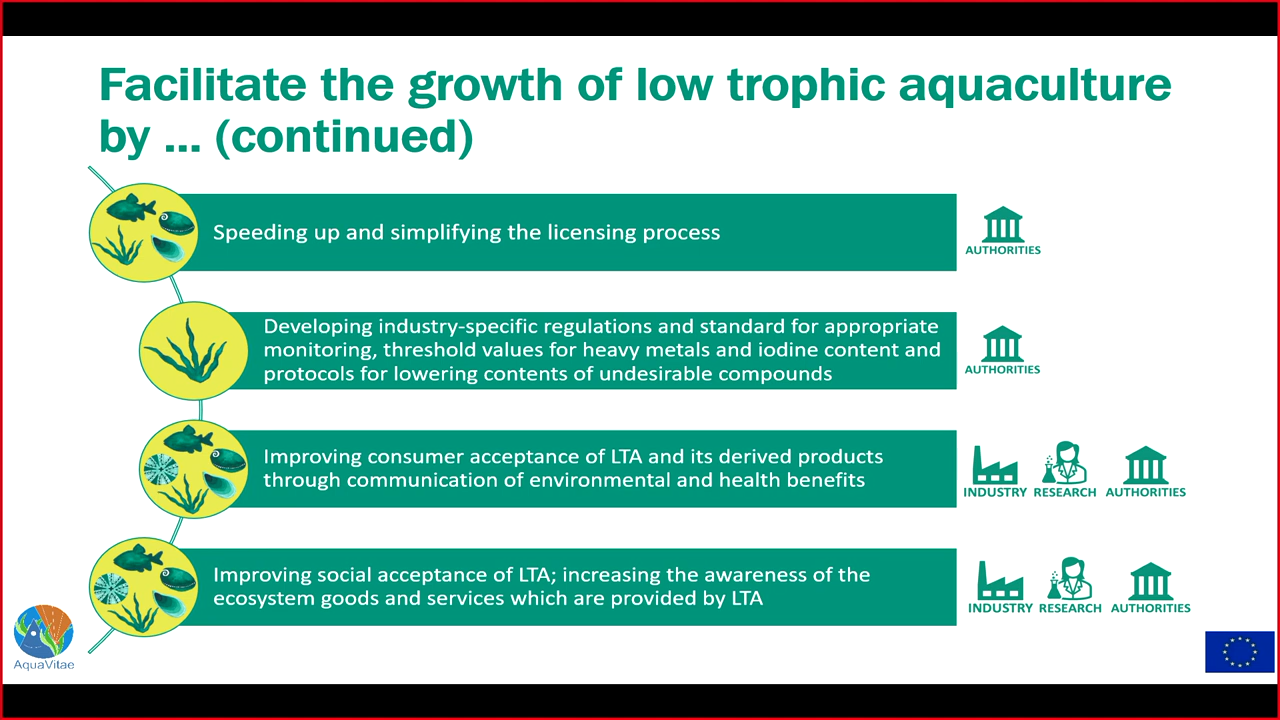 Facilitate the growth of low trophic aquaculture
by ... (continued)
Speeding up and simplifying the licensing process
AUTHORITIES
Developing industry-specific regulations and standard for appropriate
monitoring, threshold values for heavy metals and iodine content and
protocols for lowering contents of undesirable compounds
AUTHORITIES
Improving consumer acceptance of LTA and its derived products
through communication of environmental and health benefits
INDUSTRY RESEARCH AUTHORITIES
Improving social acceptance of LTA; increasing the awareness of the
ecosystem goods and services which are provided by LTA
INDUSTRY RESEARCH AUTHORITIES
AquaVitae